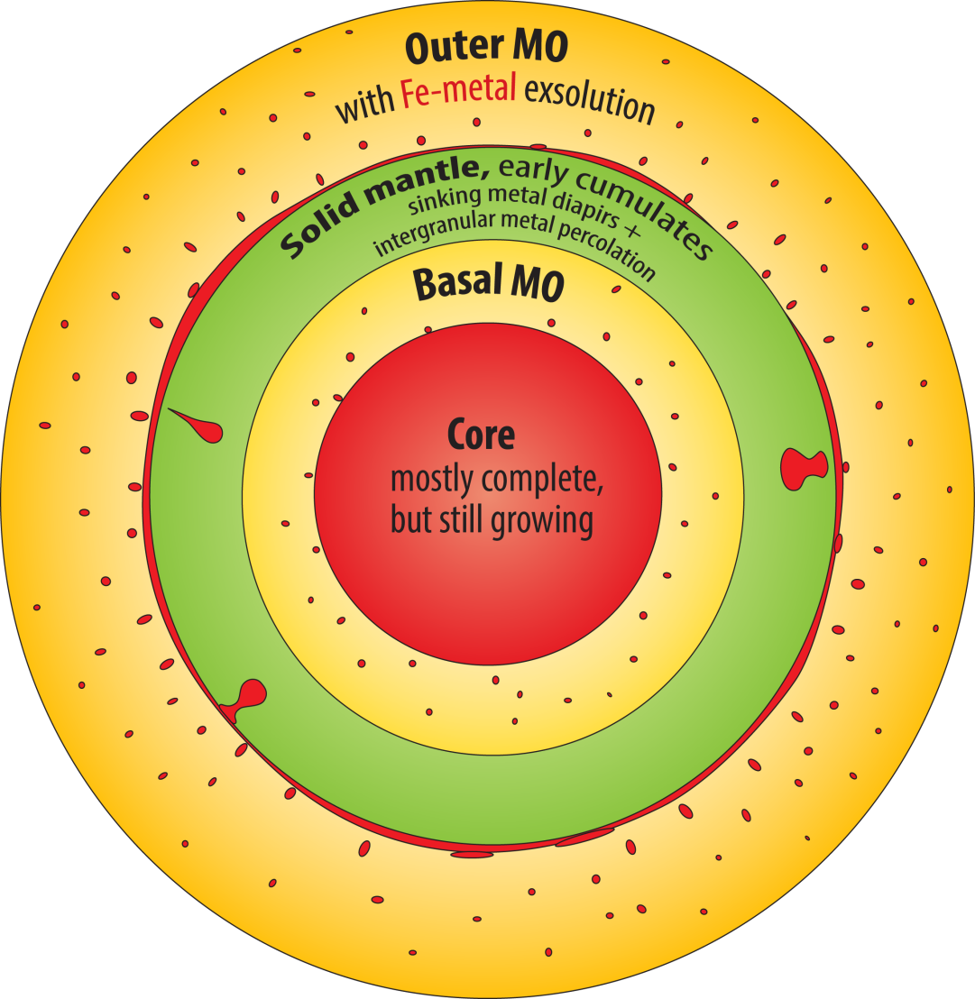 Outer MO
with Fe-metal exsolution
Solid mantle, early cumulates
sinking metal diapirs +
intergranular metal percolation
Basal MO
Core
mostly complete,
but still growing